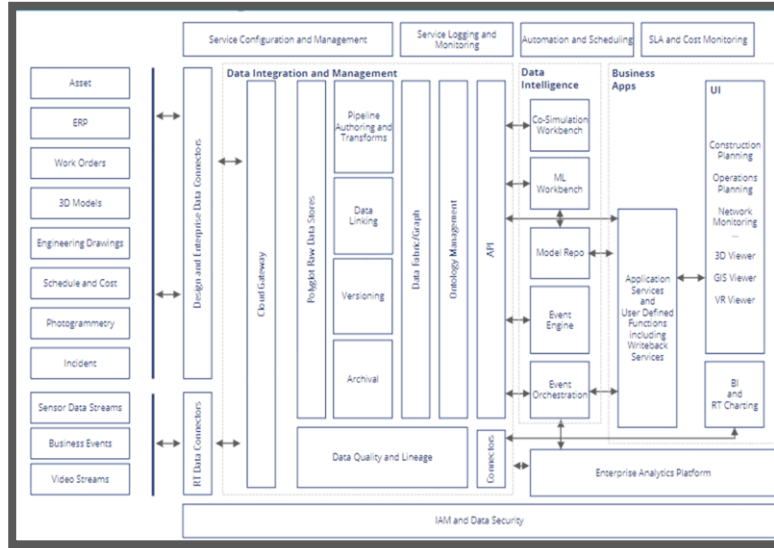 Service Configuration and Management
Service Logging and
Monitoring
Automation and Scheduling
SLA and Cost Monitoring
Asset
ERP
Work Orders
3D Models
Engineering Drawings
Schedule and Cost
Photogrammetry
Incident
Sensor Data Streams
Business Events
Video Streams
Design and Enterprise Data Connectors
RT Data Connectors
Data Integration and Management
Cloud Gateway
Polyglot Raw Data Stores
Pipeline
Authoring and
Transforms
Data
Linking
Versioning
Archival
Data Fabric/Graph
Ontology Management
API
Data Quality and Lineage
Connectors
Data
Intelligence
Co-Simulation
Workbench
ML
Workbench
Model Repo
Event
Engine
Event
Orchestration
Business
Apps
Application
Services
and
User Defined
Functions
including
Writeback
Services
UI
Construction
Planning
Operations
Planning
Network
Monitoring
...
3D Viewer
GIS Viewer
VR Viewer
BI
and
RT Charting
Enterprise Analytics Platform
IAM and Data Security